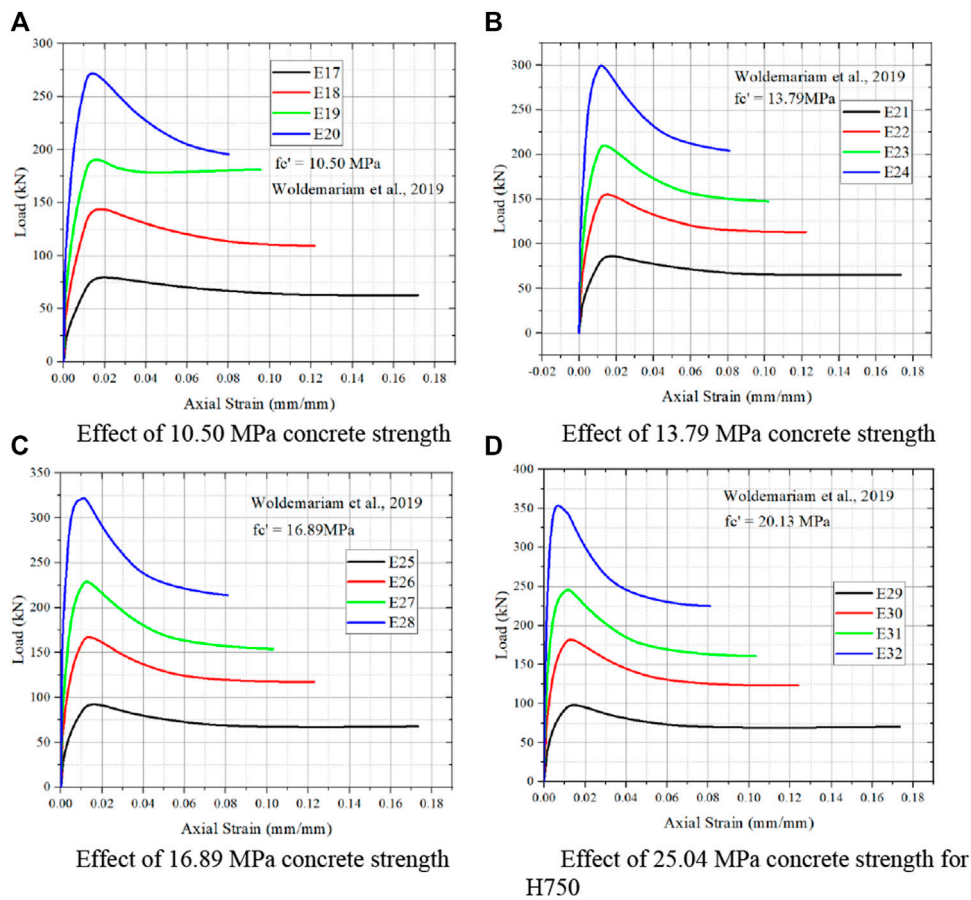 A
300
250
200
150
100
50
0
Load (kN)
E17
E18
E19
E20
fc' = 10.50 MPa
Woldemariam et al., 2019
0.00 0.02 0.04 0.06 0.08 0.10 0.12 0.14 0.16 0.18
Axial Strain (mm/mm)
Effect of 10.50 MPa concrete strength
B
300
250
200
150
100
50
0
Load (kN)
Woldemariam et al., 2019
fc' = 13.79MPa
E21
E22
E23
E24
-0.02 0.00 0.02 0.04 0.06 0.08 0.10 0.12 0.14 0.16 0.18
Axial Strain (mm/mm)
Effect of 13.79 MPa concrete strength
C
350
300
250
200
150
100
50
0
Load (kN)
Woldemariam et al., 2019
fc' = 16.89MPa
E25
E26
E27
E28
0.00 0.02 0.04 0.06 0.08 0.10 0.12 0.14 0.16 0.18
Axial Strain (mm/mm)
Effect of 16.89 MPa concrete strength
D
400
350
300
250
200
150
100
50
0
Load (kN)
Woldemariam et al., 2019
fc' = 20.13 MPa
E29
E30
E31
E32
0.00 0.02 0.04 0.06 0.08 0.10 0.12 0.14 0.16 0.18
Axial Strain (mm/mm)
Effect of 25.04 MPa concrete strength for
H750